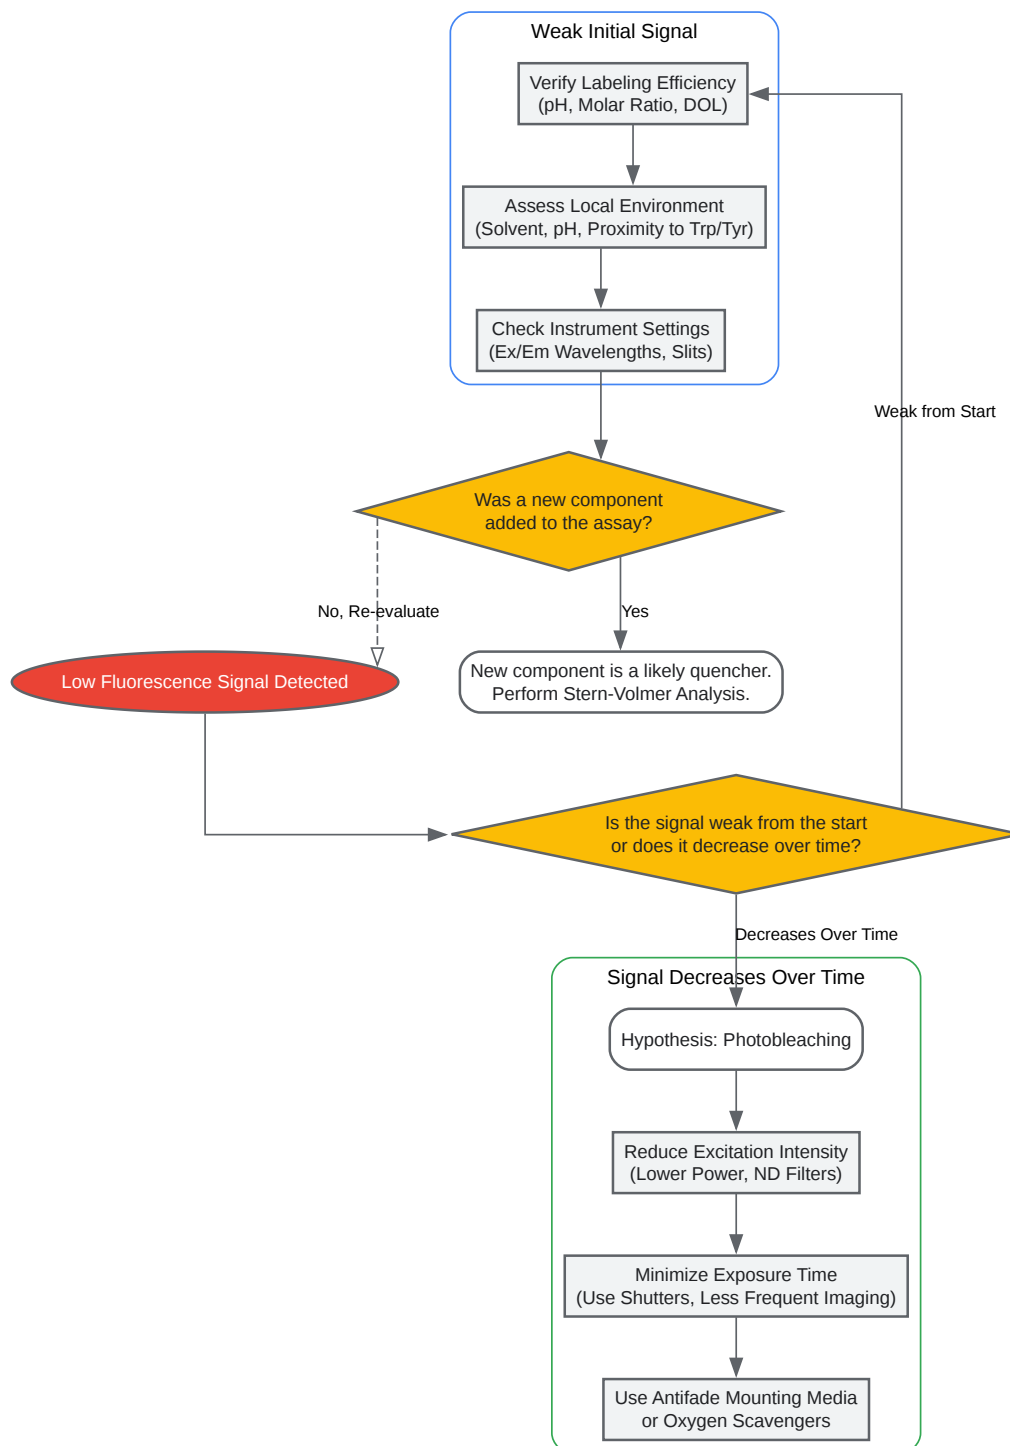 Weak Initial Signal
Verify Labeling Efficiency
(pH, Molar Ratio, DOL)
Assess Local Environment
(Solvent, pH, Proximity to Trp/Tyr)
Check Instrument Settings
(Ex/Em Wavelengths, Slits)
Weak from Start
Was a new component
added to the assay?
No, Re-evaluate
Yes
Low Fluorescence Signal Detected
New component is a likely quencher.
Perform Stern-Volmer Analysis.
Is the signal weak from the start
or does it decrease over time?
Decreases Over Time
Signal Decreases Over Time
Hypothesis: Photobleaching
Reduce Excitation Intensity
(Lower Power, ND Filters)
Minimize Exposure Time
(Use Shutters, Less Frequent Imaging)
Use Antifade Mounting Media
or Oxygen Scavengers